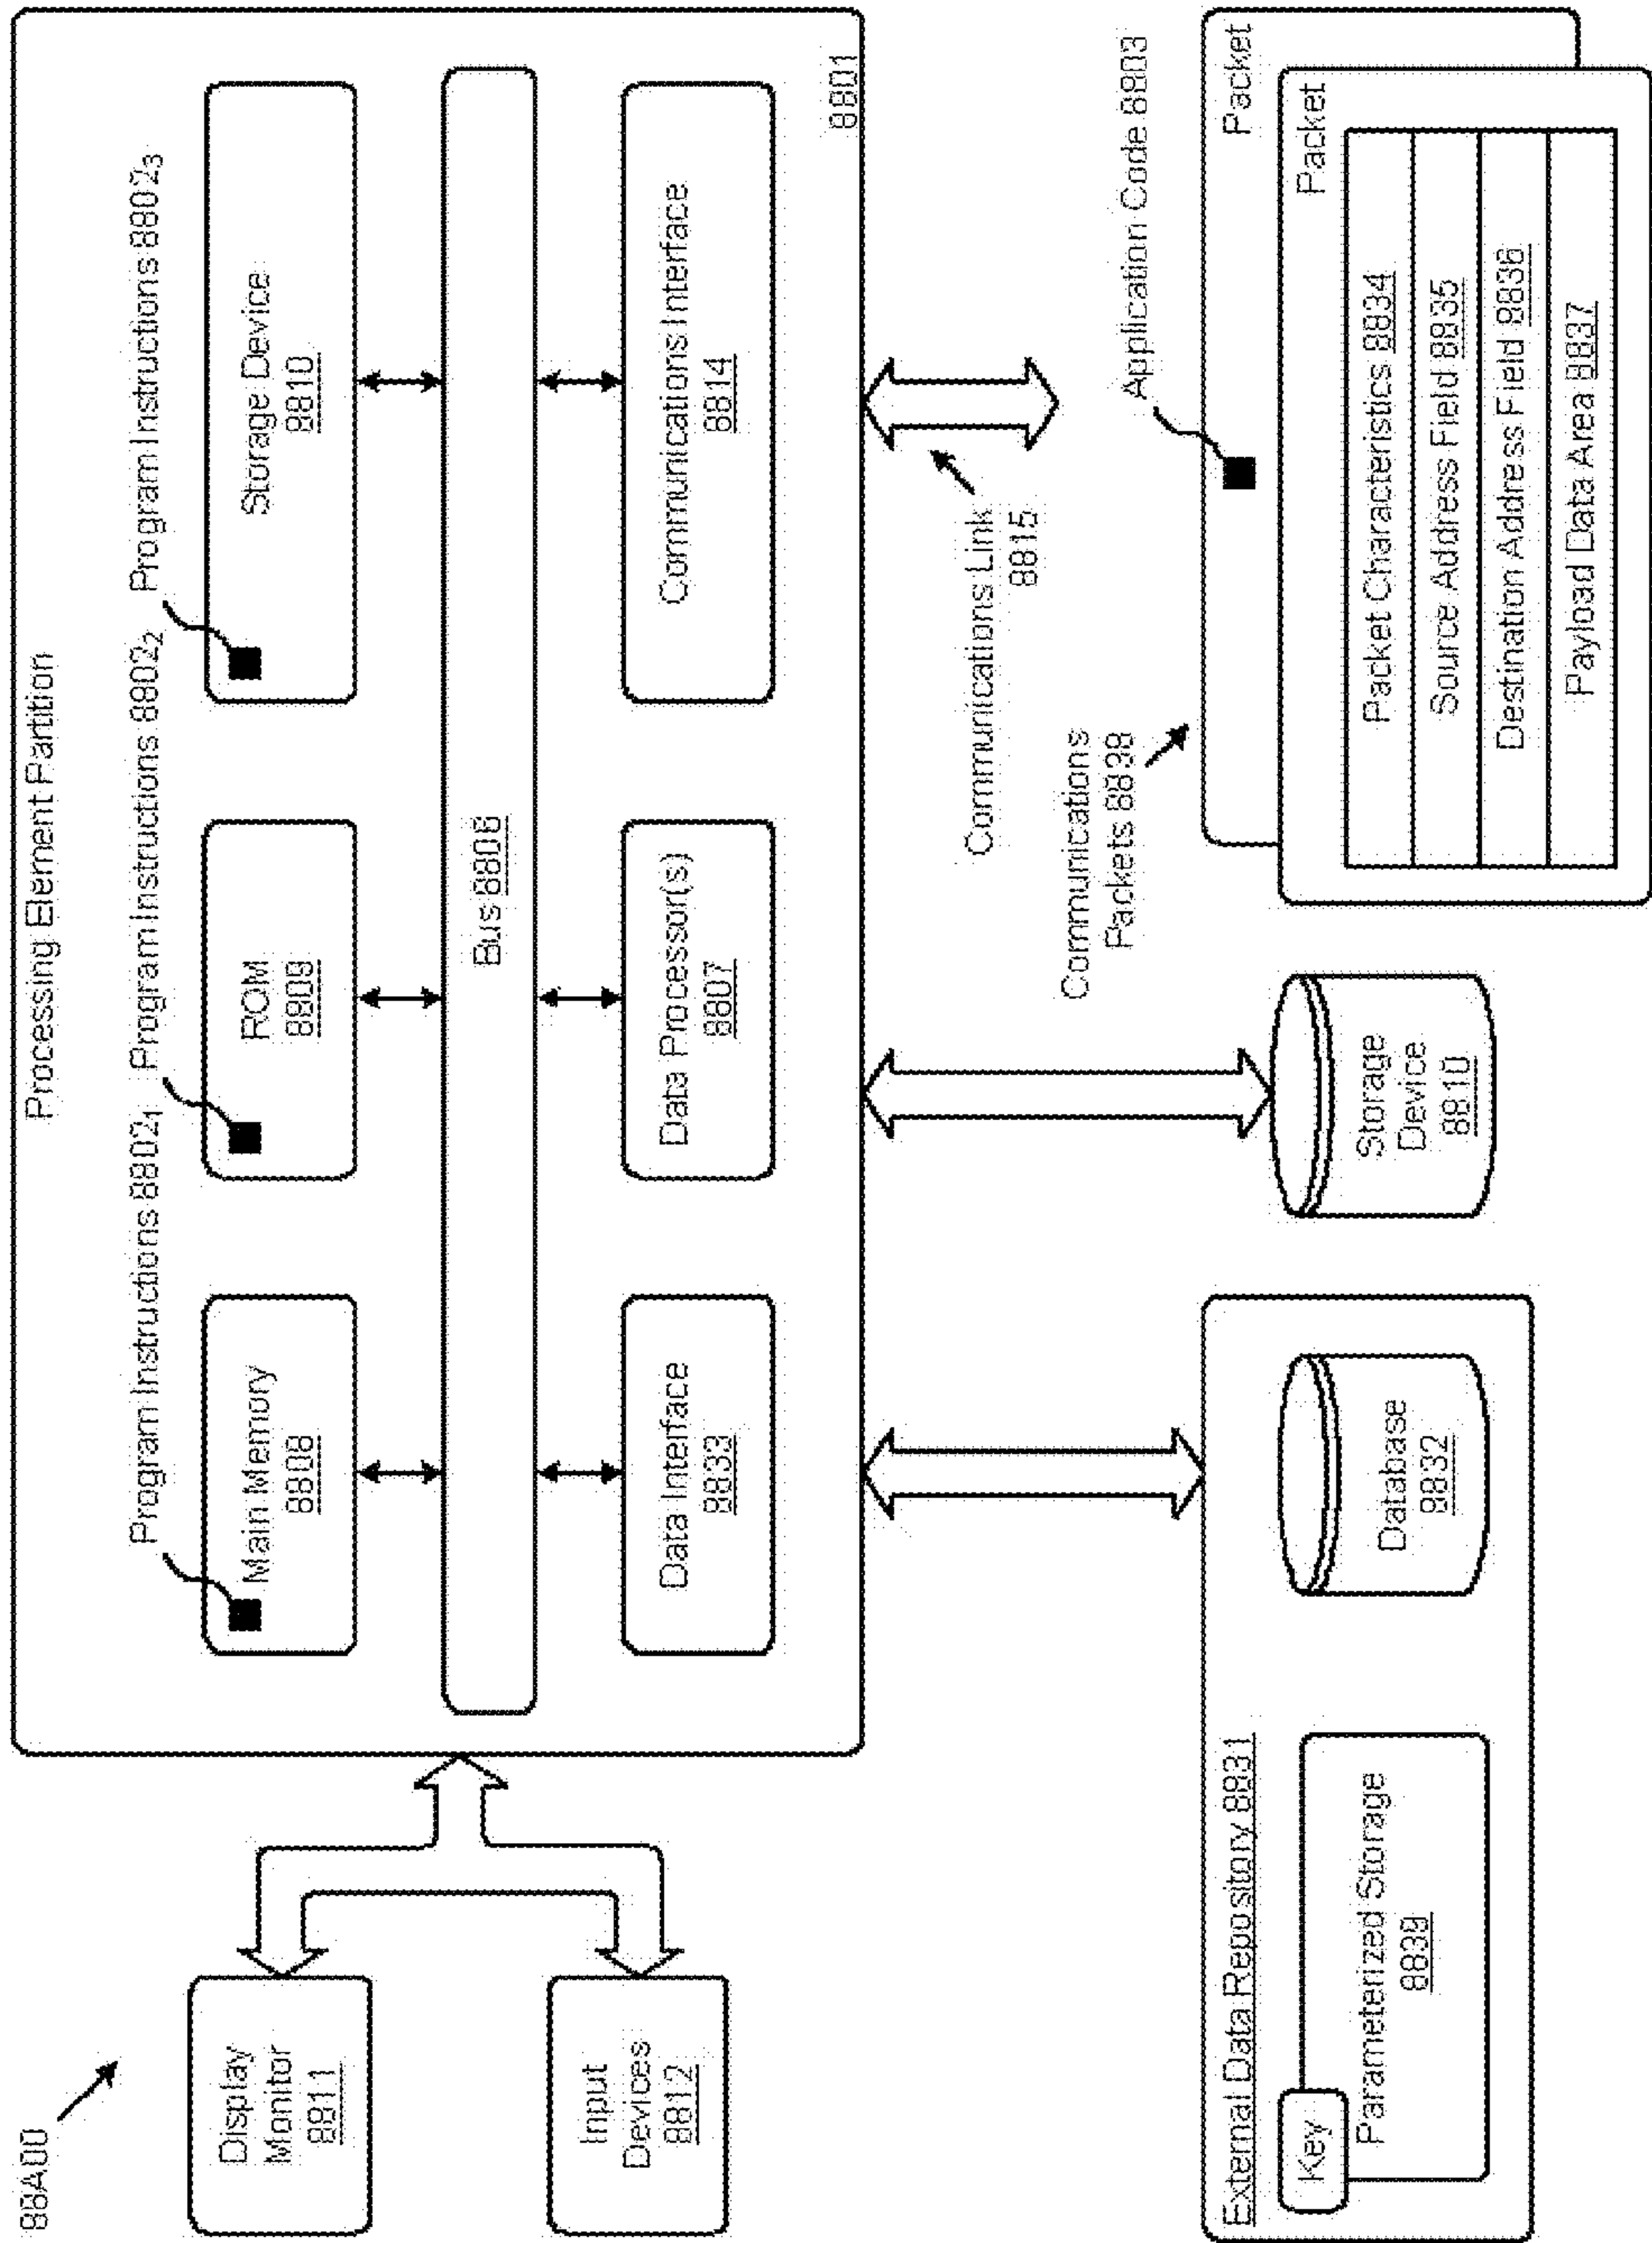 88A00
Processing Element Partition
Program Instructions 8802₁
Program Instructions 8802₂
Program Instructions 8802₃
Main Memory
8808
ROM
8809
Storage Device
8810
Bus 8806
Data Interface
8833
Data Processor(s)
8807
Communications Interface
8814
8801
Display
Monitor
8811
Input
Devices
8812
Communications Link
8815
External Data Repository 8831
Key
Parameterized Storage
8839
Database
8832
Storage
Device
8810
Communications
Packets 8838
Application Code 8803
Packet
Packet
Packet Characteristics 8834
Source Address Field 8835
Destination Address Field 8836
Payload Data Area 8837